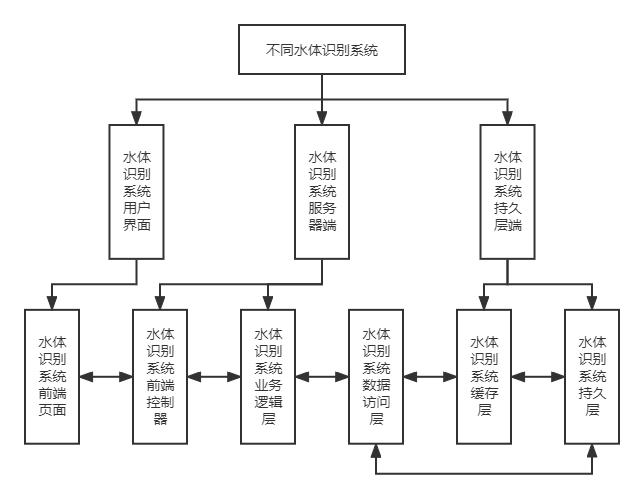 不同水体识别系统
水体
识别
系统
用户
界面
水体
识别
系统
服务
器端
水体
识别
系统
持久
层端
水体
识别
系统
前端
页面
水体
识别
系统
前端
控制
器
水体
识别
系统
业务
逻辑
层
水体
识别
系统
数据
访问
层
水体
识别
系统
缓存
层
水体
识别
系统
持久
层